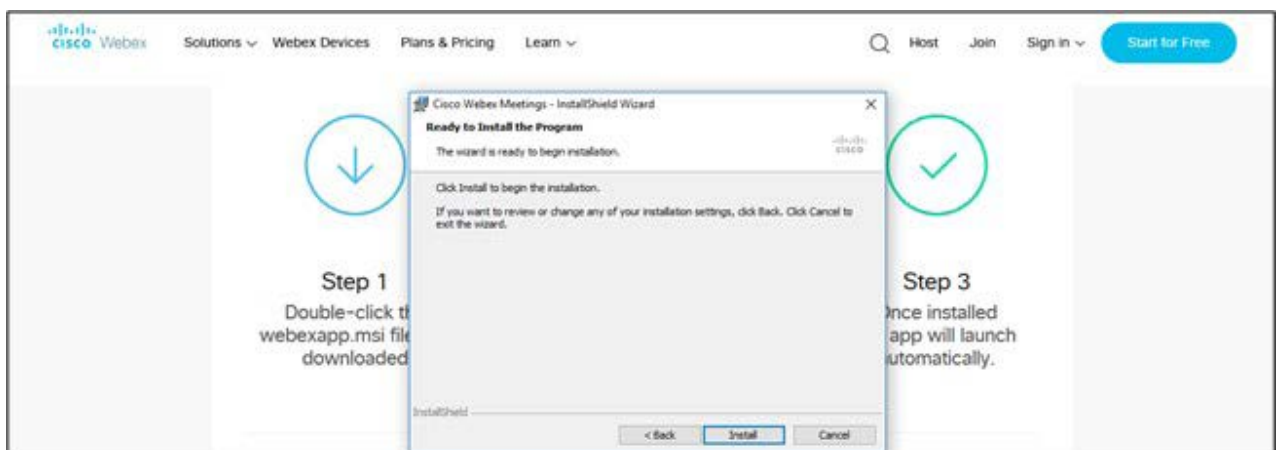 cisco Webex Solutions Webex Devices Plans & Pricing Learn Host Join Sign in Start for Free
Cisco Webex Meetings - InstallShield Wizard
Ready to Install the Program
The wizard is ready to begin installation.
cisco
Click Install to begin the installation.
If you want to review or change any of your installation settings, click Back. Click Cancel to
exit the wizard.
InstallShield
< Back Install Cancel
Step 1
Double-click th
webexapp.msi file
downloaded
Step 3
Once installed
app will launch
utomatically.